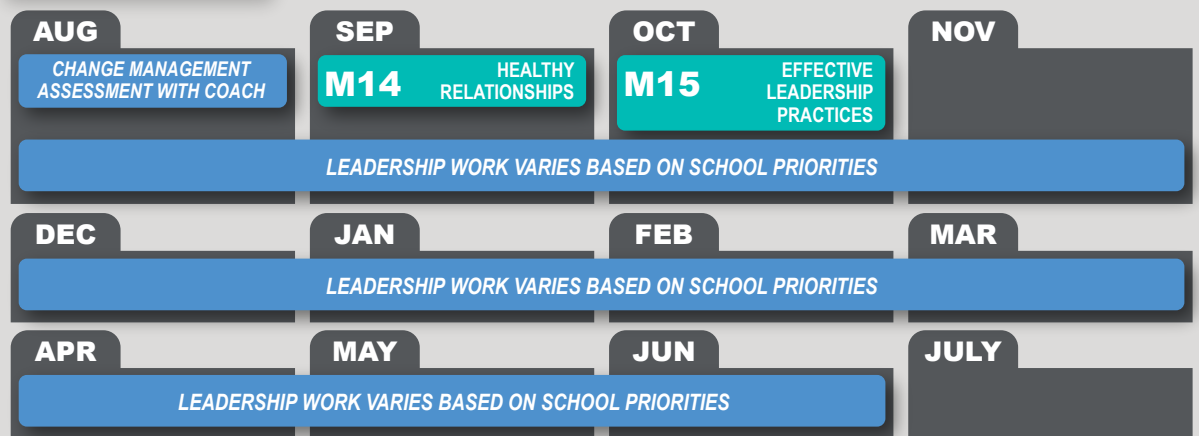 AUG
SEP
OCT
NOV
CHANGE MANAGEMENT
ASSESSMENT WITH COACH
M14
HEALTHY
RELATIONSHIPS
M15
EFFECTIVE
LEADERSHIP
PRACTICES
LEADERSHIP WORK VARIES BASED ON SCHOOL PRIORITIES
DEC
JAN
FEB
MAR
LEADERSHIP WORK VARIES BASED ON SCHOOL PRIORITIES
APR
MAY
JUN
JULY
LEADERSHIP WORK VARIES BASED ON SCHOOL PRIORITIES